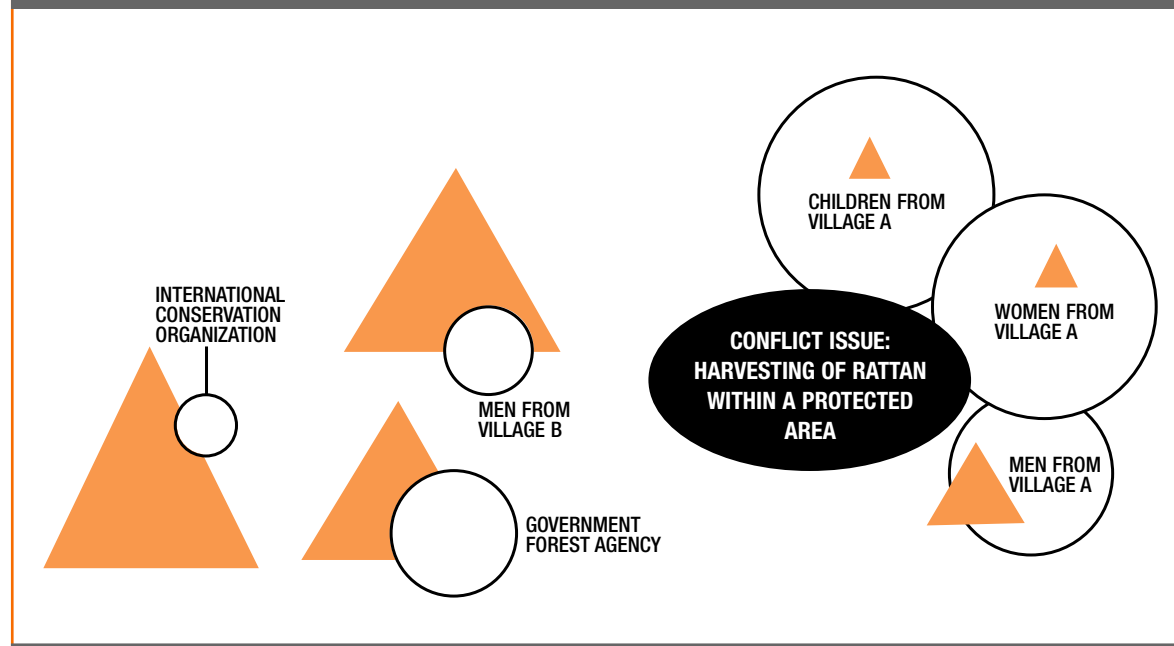 INTERNATIONAL
CONSERVATION
ORGANIZATION
MEN FROM
VILLAGE B
GOVERNMENT
FOREST AGENCY
CHILDREN FROM
VILLAGE A
WOMEN FROM
VILLAGE A
CONFLICT ISSUE:
HARVESTING OF RATTAN
WITHIN A PROTECTED
AREA
MEN FROM
VILLAGE A